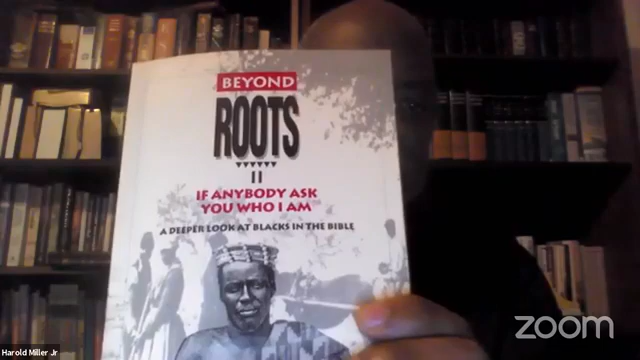 BEYOND
ROOTS
II
IF ANYBODY ASK
YOU WHO I AM
A DEEPER LOOK AT BLACKS IN THE BIBLE
Harold Miller Jr
zoom